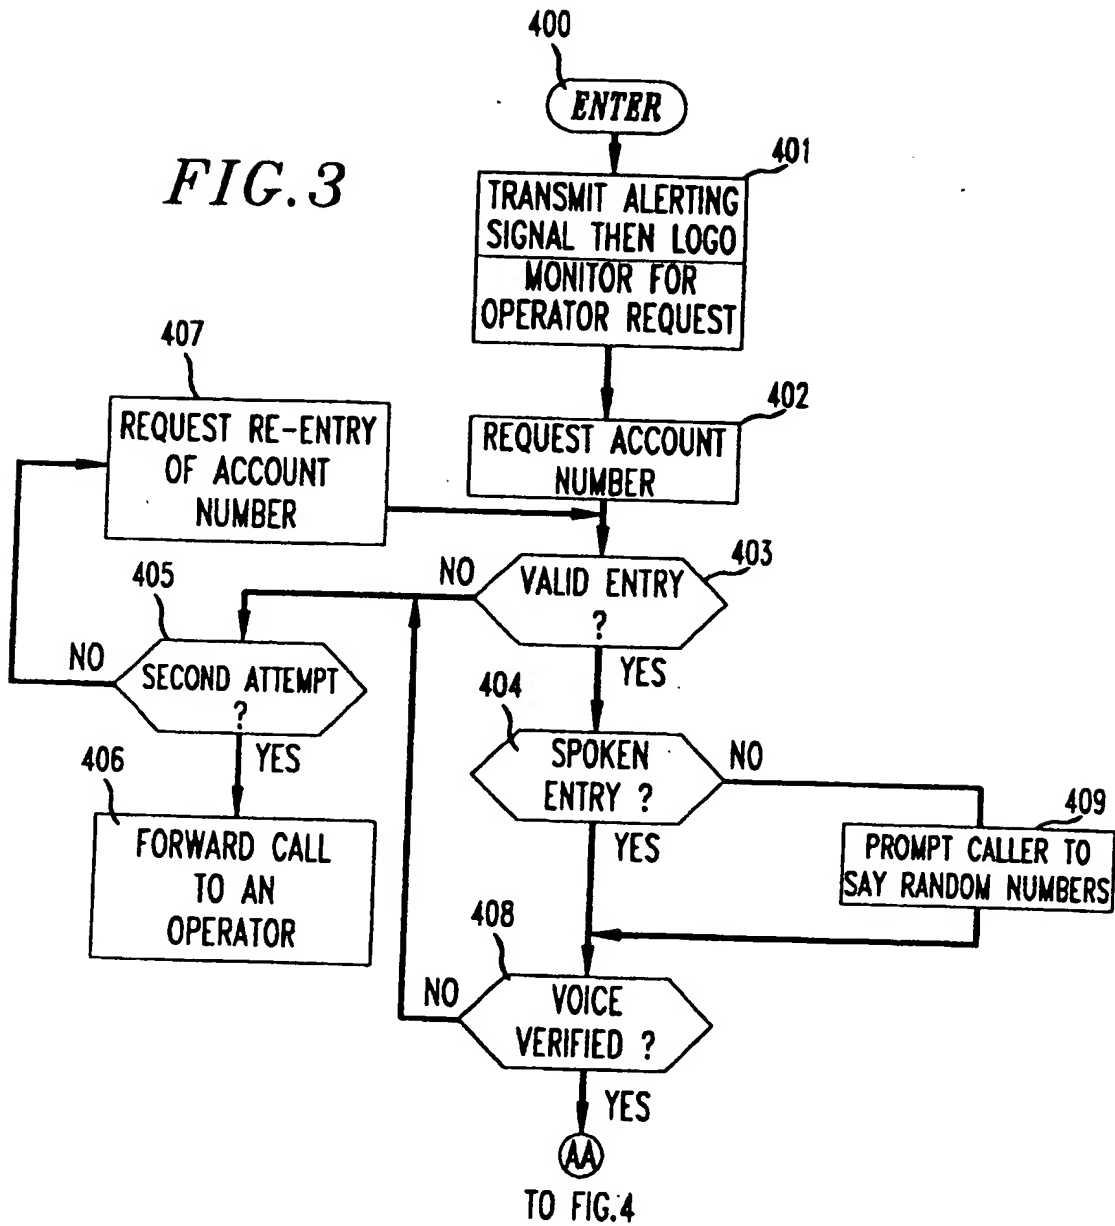 400
ENTER
FIG.3
401
TRANSMIT ALERTING
SIGNAL THEN LOGO
MONITOR FOR
OPERATOR REQUEST
407
REQUEST RE-ENTRY
OF ACCOUNT
NUMBER
402
REQUEST ACCOUNT
NUMBER
403
VALID ENTRY
?
NO
YES
405
SECOND ATTEMPT
?
NO
YES
406
FORWARD CALL
TO AN
OPERATOR
404
SPOKEN
ENTRY ?
NO
YES
409
PROMPT CALLER TO
SAY RANDOM NUMBERS
408
VOICE
VERIFIED ?
NO
YES
AA
TO FIG.4